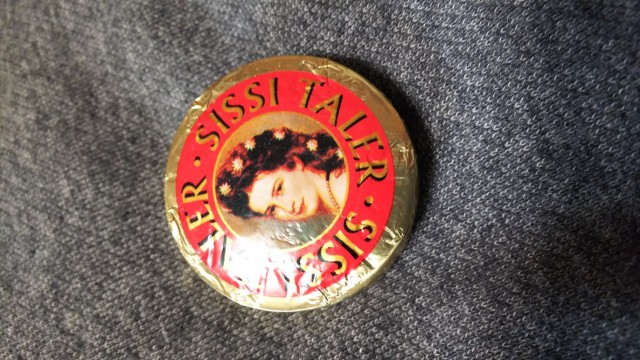 SISSI TALER · SISSI TALER ·